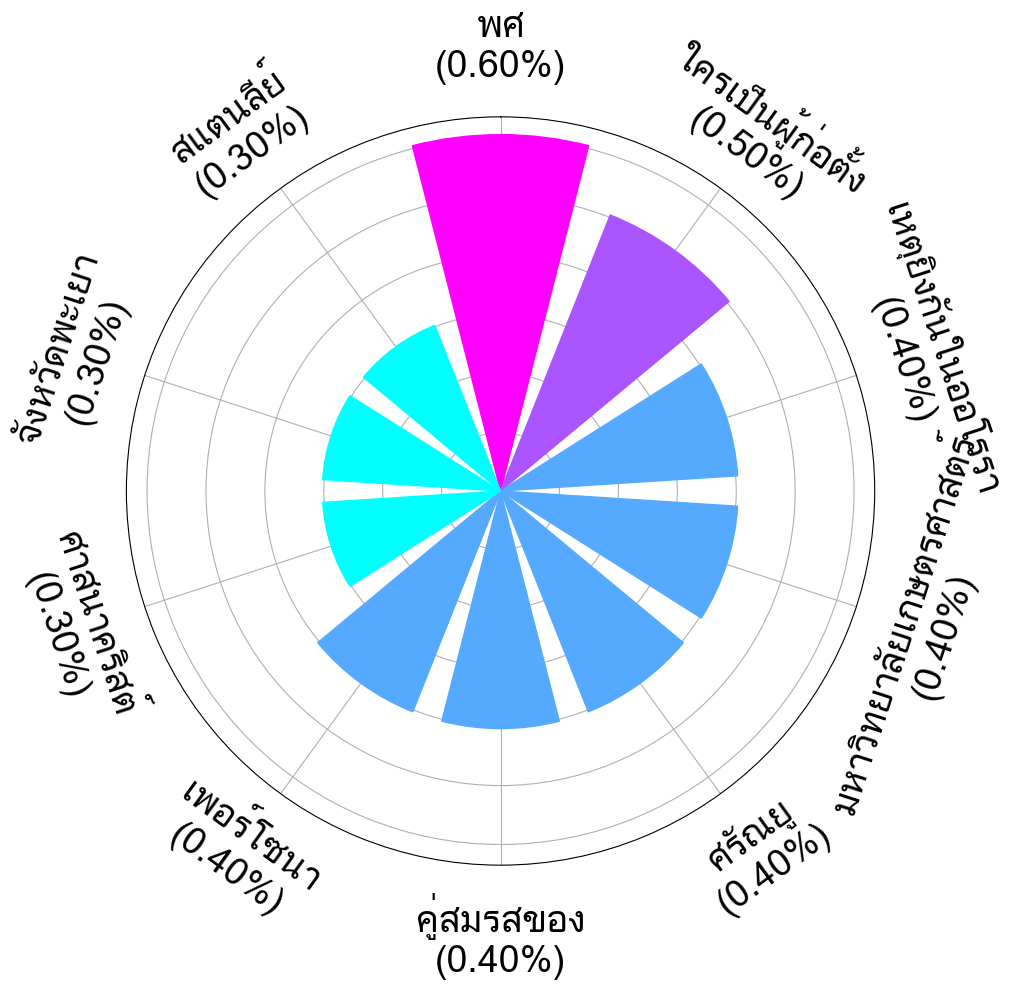 พศ
(0.60%)
ใครเป็นผู้ก่อตั้ง
(0.50%)
เหตุยิงกันในออโรรา
(0.40%)
มหาวิทยาลัยเกษตรศาสตร์
(0.40%)
ศรัณยู
(0.40%)
คู่สมรสของ
(0.40%)
เพอร์โซนา
(0.40%)
ศาสนาคริสต์
(0.30%)
จังหวัดพะเยา
(0.30%)
สแตนลีย์
(0.30%)